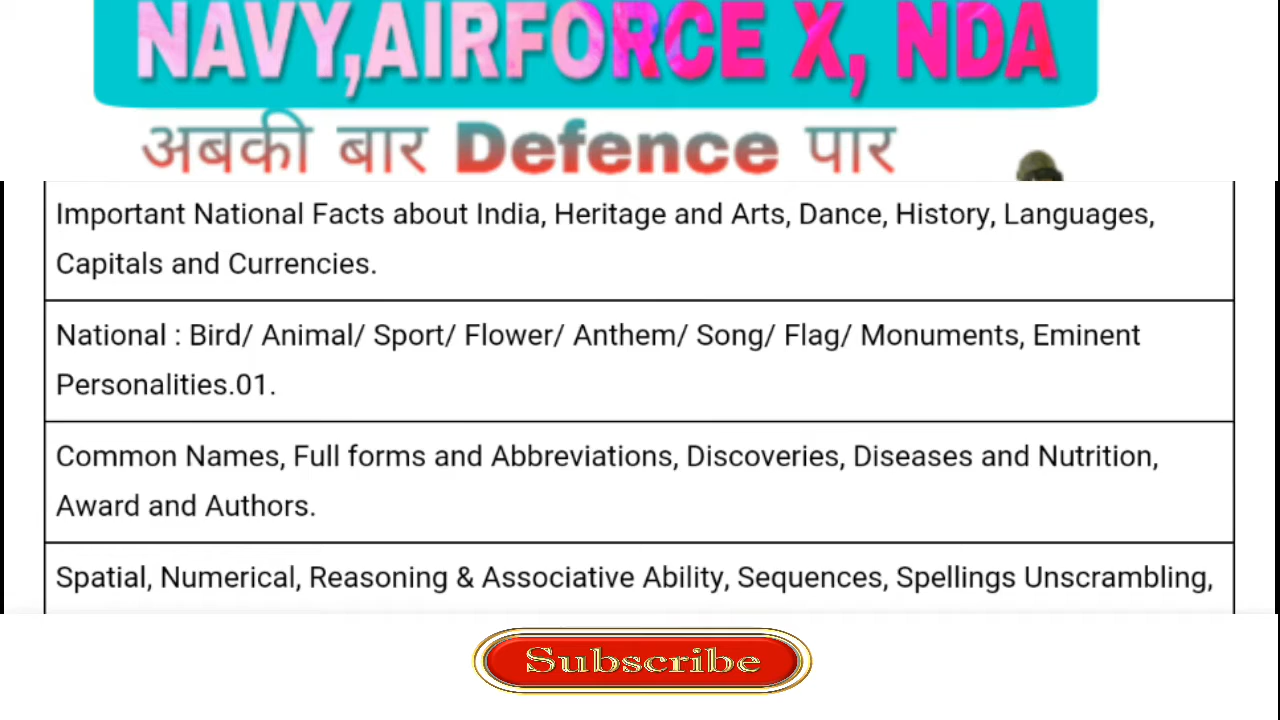 NAVY,AIRFORCE X, NDA
अबकी बार Defence पार
Important National Facts about India, Heritage and Arts, Dance, History, Languages,
Capitals and Currencies.
National : Bird/ Animal/ Sport/ Flower/ Anthem/ Song/ Flag/ Monuments, Eminent
Personalities.01.
Common Names, Full forms and Abbreviations, Discoveries, Diseases and Nutrition,
Award and Authors.
Spatial, Numerical, Reasoning & Associative Ability, Sequences, Spellings Unscrambling,
Subscribe